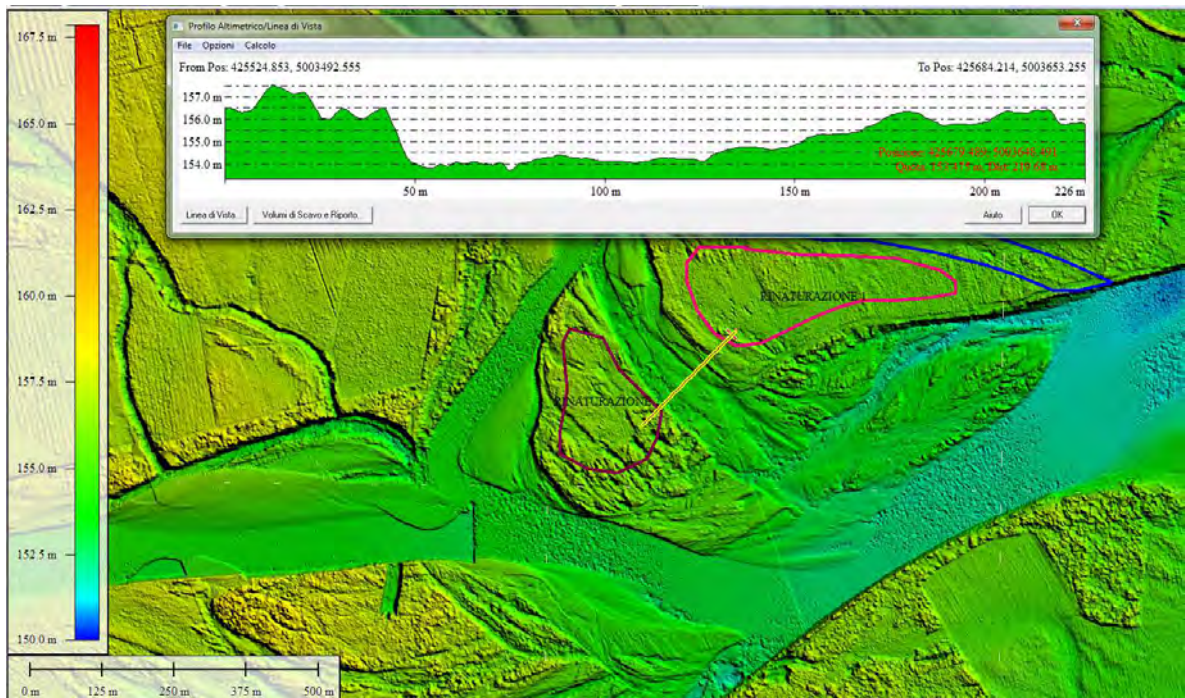 Profilo Altimetrico/Linea di Vista
File Opzioni Calcolo
From Pos: 425524.853, 5003492.555
To Pos: 425684.214, 5003653.255
157.0 m
156.0 m
155.0 m
154.0 m
50 m
100 m
150 m
200 m
226 m
Linea di Vista...
Volumi di Scavo e Riporto...
Aiuto
OK
167.5 m
165.0 m
162.5 m
160.0 m
157.5 m
155.0 m
152.5 m
150.0 m
RINATURAZIONE
RINATURAZIONE
0 m
125 m
250 m
375 m
500 m